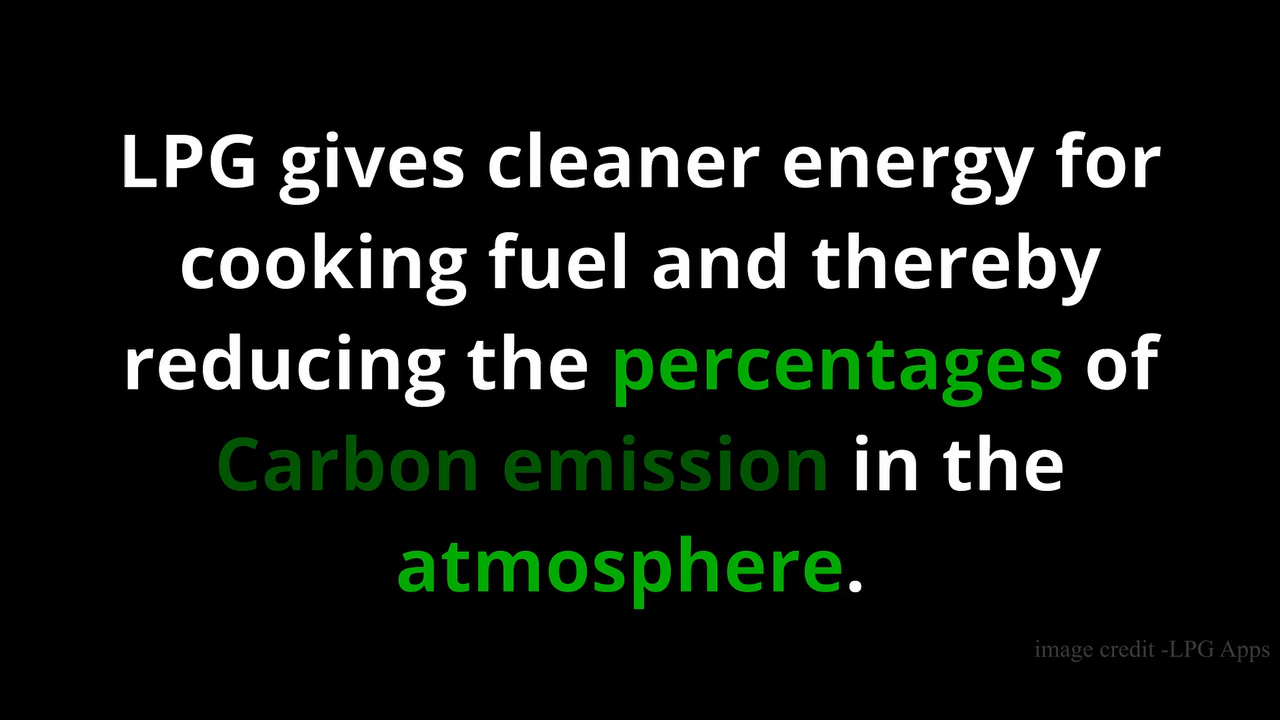 LPG gives cleaner energy for
cooking fuel and thereby
reducing the percentages of
Carbon emission in the
atmosphere.
image credit -LPG Apps